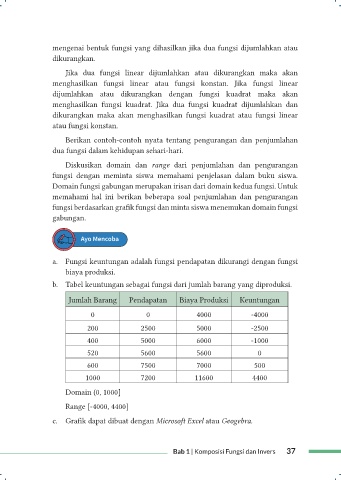 mengenai bentuk fungsi yang dihasilkan jika dua fungsi dijumlahkan atau
dikurangkan.
Jika dua fungsi linear dijumlahkan atau dikurangkan maka akan
menghasilkan fungsi linear atau fungsi konstan. Jika fungsi linear
dijumlahkan atau dikurangkan dengan fungsi kuadrat maka akan
menghasilkan fungsi kuadrat. Jika dua fungsi kuadrat dijumlahkan dan
dikurangkan maka akan menghasilkan fungsi kuadrat atau fungsi linear
atau fungsi konstan.
Berikan contoh-contoh nyata tentang pengurangan dan penjumlahan
dua fungsi dalam kehidupan sehari-hari.
Diskusikan domain dan range dari penjumlahan dan pengurangan
fungsi dengan meminta siswa memahami penjelasan dalam buku siswa.
Domain fungsi gabungan merupakan irisan dari domain kedua fungsi. Untuk
memahami hal ini berikan beberapa soal penjumlahan dan pengurangan
fungsi berdasarkan grafik fungsi dan minta siswa menemukan domain fungsi
gabungan.
Ayo Mencoba
a. Fungsi keuntungan adalah fungsi pendapatan dikurangi dengan fungsi
biaya produksi.
b. Tabel keuntungan sebagai fungsi dari jumlah barang yang diproduksi.
Jumlah Barang Pendapatan Biaya Produksi Keuntungan
0 0 4000 -4000
200 2500 5000 -2500
400 5000 6000 -1000
520 5600 5600 0
600 7500 7000 500
1000 7200 11600 4400
Domain (0, 1000]
Range [-4000, 4400]
c. Grafik dapat dibuat dengan Microsoft Excel atau Geogebra.
Bab 1 | Komposisi Fungsi dan Invers 37